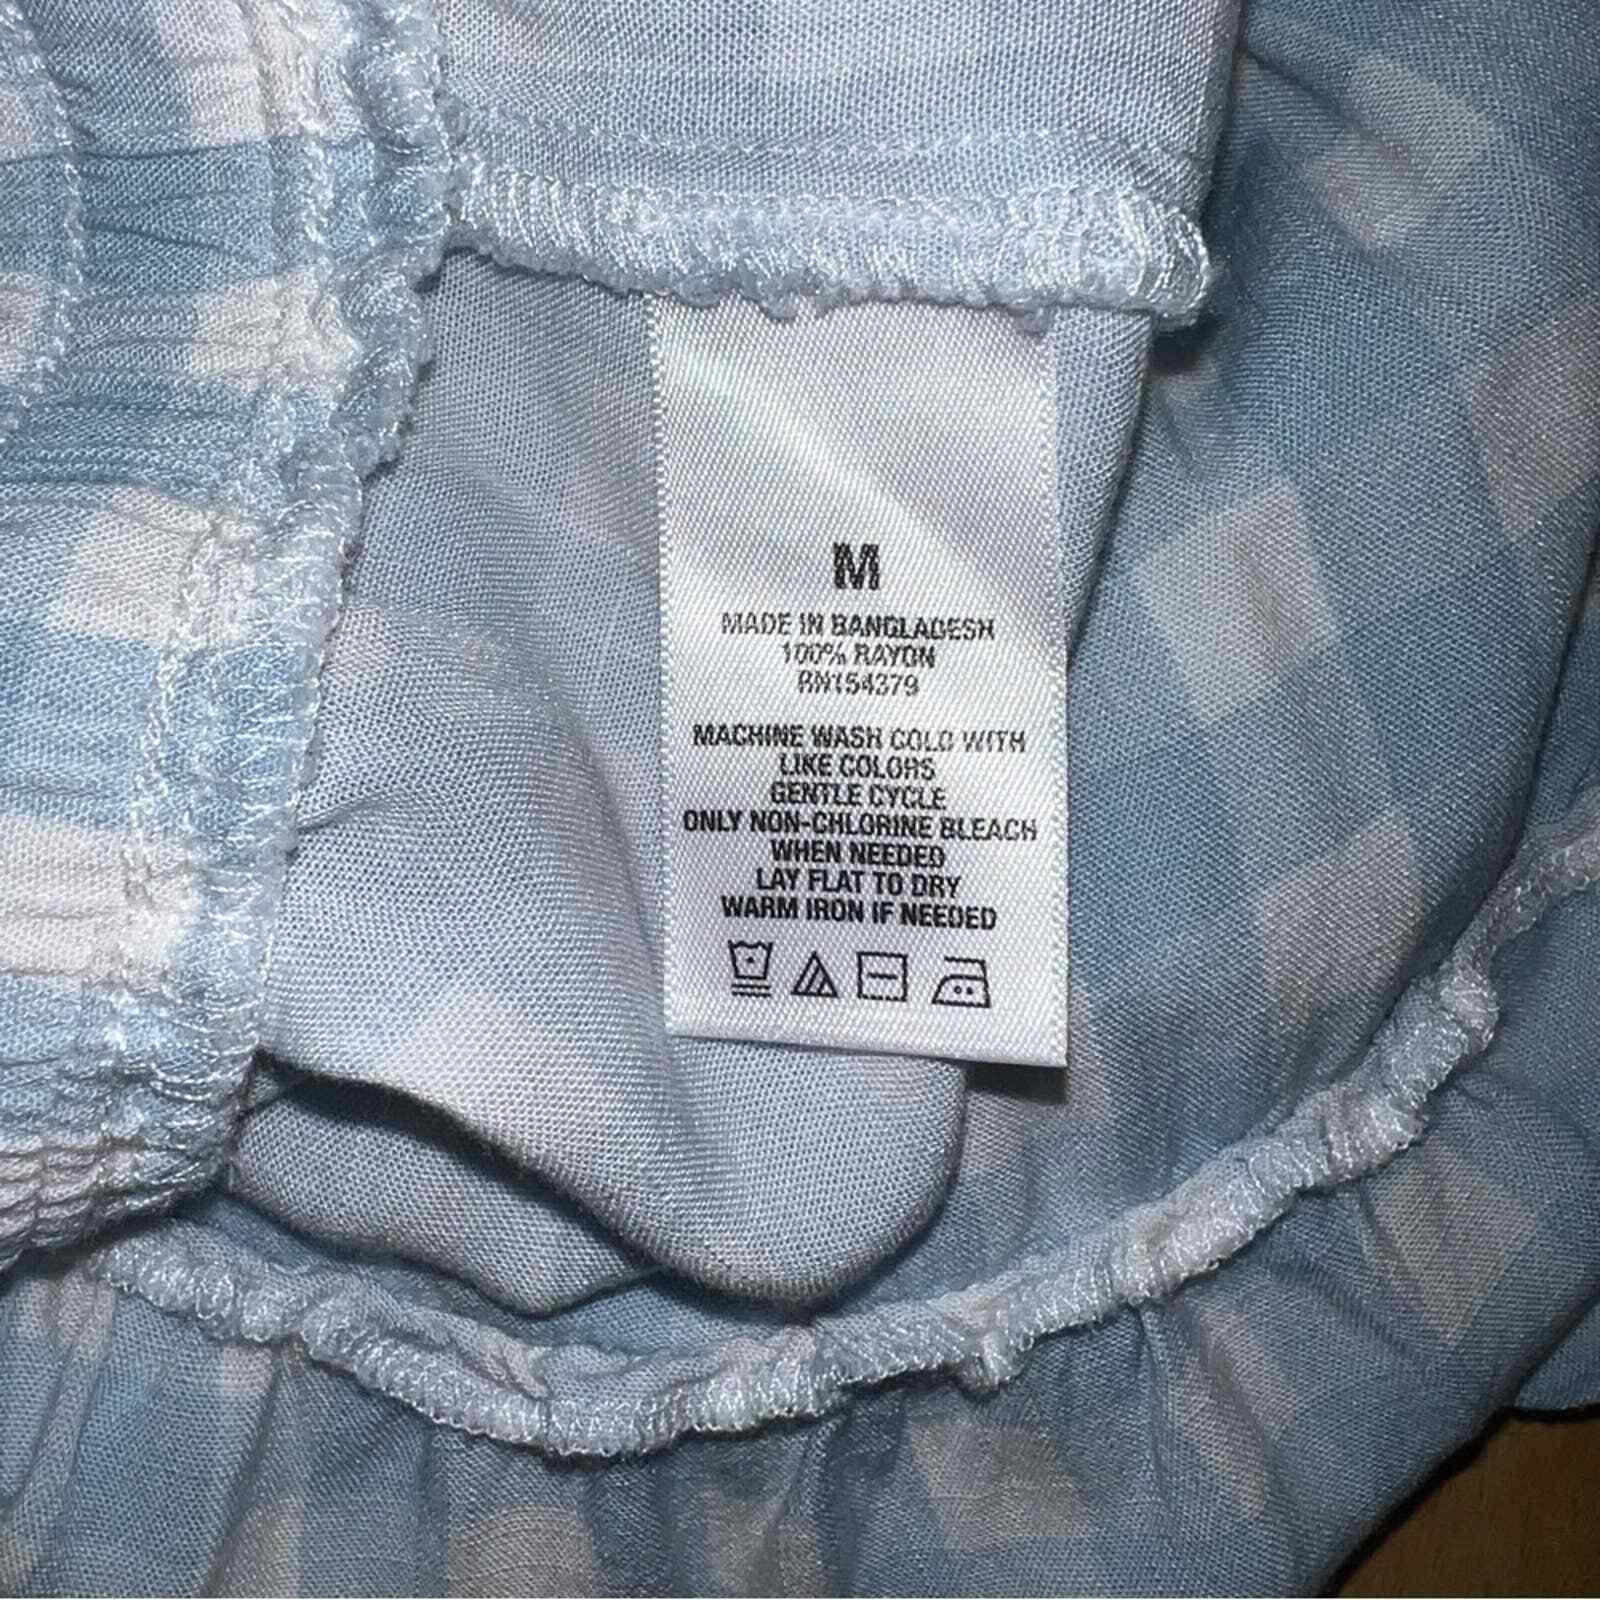 M
MADE IN BANGLADESH
100% RAYON
RN154379
MACHINE WASH COLD WITH
LIKE COLORS
GENTLE CYCLE
ONLY NON-CHLORINE BLEACH
WHEN NEEDED
LAY FLAT TO DRY
WARM IRON IF NEEDED